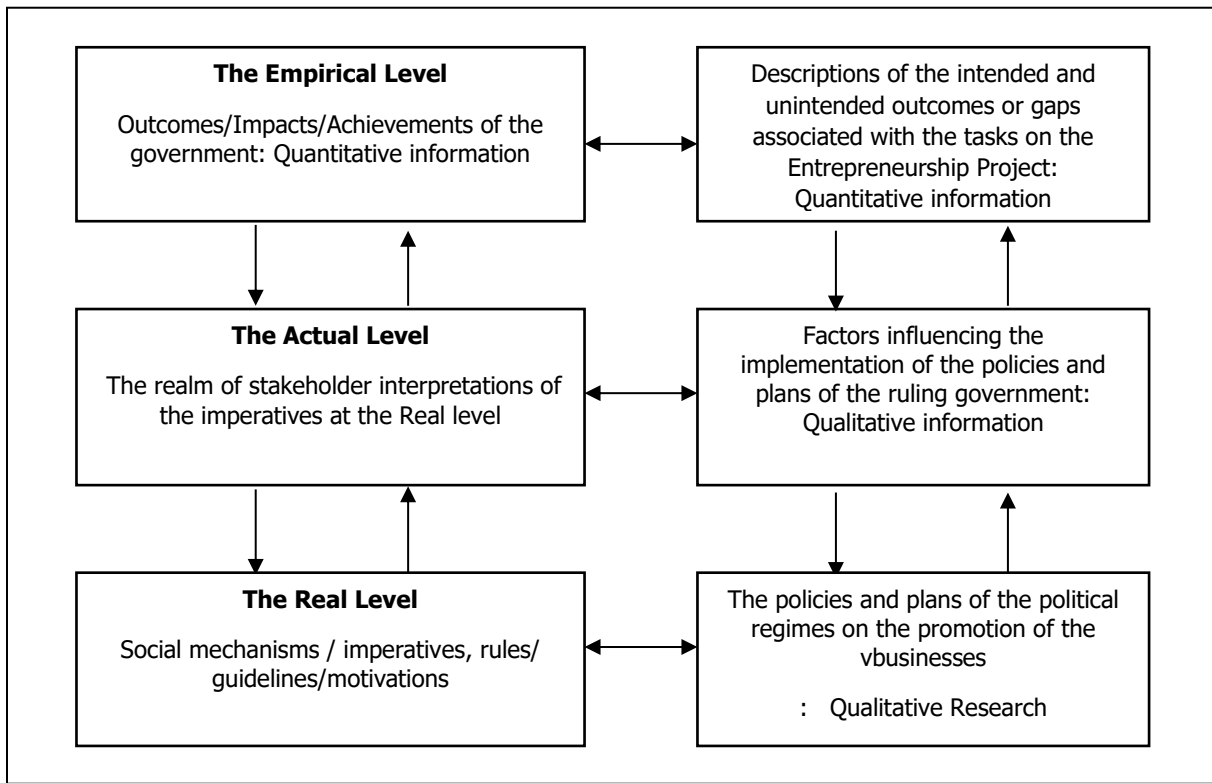 The Empirical Level
Outcomes/Impacts/Achievements of the
government: Quantitative information
Descriptions of the intended and
unintended outcomes or gaps
associated with the tasks on the
Entrepreneurship Project:
Quantitative information
The Actual Level
The realm of stakeholder interpretations of
the imperatives at the Real level
Factors influencing the
implementation of the policies and
plans of the ruling government:
Qualitative information
The Real Level
Social mechanisms / imperatives, rules/
guidelines/motivations
The policies and plans of the political
regimes on the promotion of the
vbusinesses
: Qualitative Research